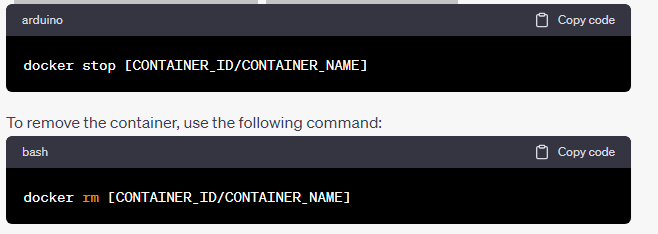 arduino Copy code
docker stop [CONTAINER_ID/CONTAINER_NAME]
To remove the container, use the following command:
bash Copy code
docker rm [CONTAINER_ID/CONTAINER_NAME]